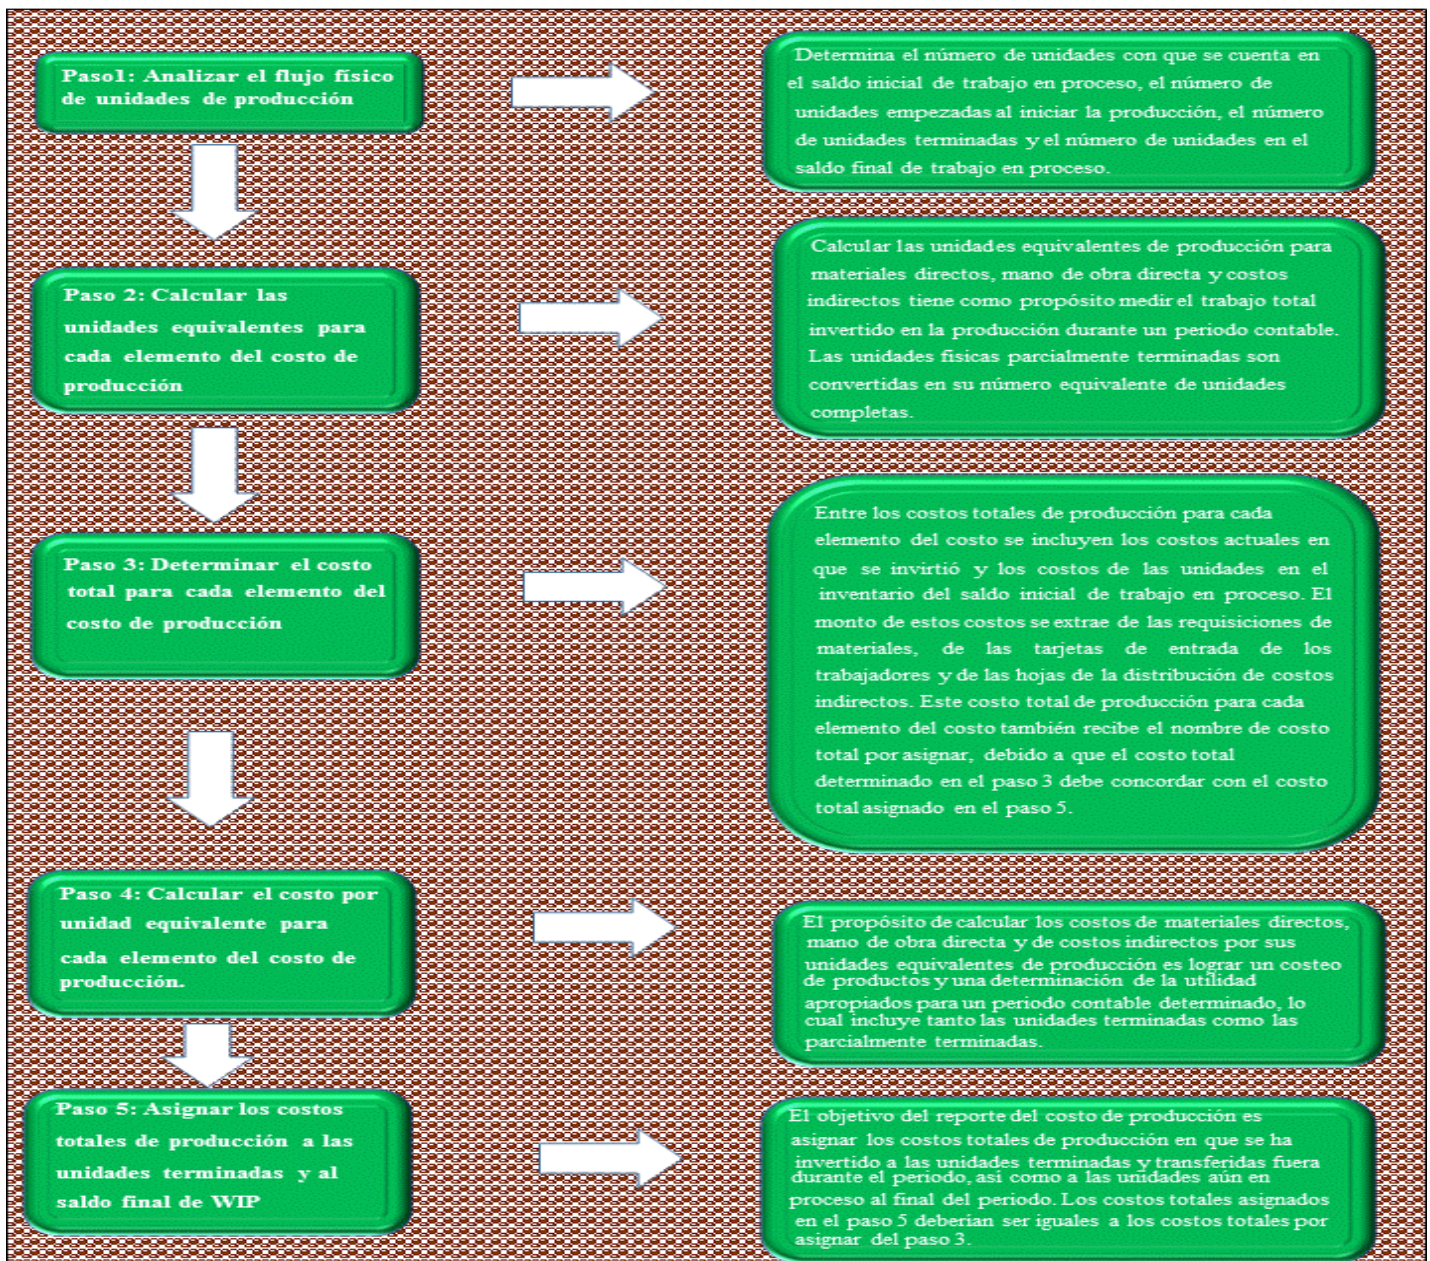 Paso1: Analizar el flujo físico
de unidades de producción
Determina el número de unidades con que se cuenta en
el saldo inicial de trabajo en proceso, el número de
unidades empezadas al iniciar la producción, el número
de unidades terminadas y el número de unidades en el
saldo final de trabajo en proceso.
Paso 2: Calcular las
unidades equivalentes para
cada elemento del costo de
producción
Calcular las unidades equivalentes de producción para
materiales directos, mano de obra directa y costos
indirectos tiene como propósito medir el trabajo total
invertido en la producción durante un periodo contable.
Las unidades físicas parcialmente terminadas son
convertidas en su número equivalente de unidades
completas.
Paso 3: Determinar el costo
total para cada elemento del
costo de producción
Entre los costos totales de producción para cada
elemento del costo se incluyen los costos actuales en
que se invirtió y los costos de las unidades en el
inventario del saldo inicial de trabajo en proceso. El
monto de estos costos se extrae de las requisiciones de
materiales, de las tarjetas de entrada de los
trabajadores y de las hojas de la distribución de costos
indirectos. Este costo total de producción para cada
elemento del costo también recibe el nombre de costo
total por asignar, debido a que el costo total
determinado en el paso 3 debe concordar con el costo
total asignado en el paso 5.
Paso 4: Calcular el costo por
unidad equivalente para
cada elemento del costo de
producción.
El propósito de calcular los costos de materiales directos,
mano de obra directa y de costos indirectos por sus
unidades equivalentes de producción es lograr un costeo
de productos y una determinación de la utilidad
apropiados para un periodo contable determinado, lo
cual incluye tanto las unidades terminadas como las
parcialmente terminadas.
Paso 5: Asignar los costos
totales de producción a las
unidades terminadas y al
saldo final de WIP
El objetivo del reporte del costo de producción es
asignar los costos totales de producción en que se ha
invertido a las unidades terminadas y transferidas fuera
durante el periodo, así como a las unidades aún en
proceso al final del periodo. Los costos totales asignados
en el paso 5 deberían ser iguales a los costos totales por
asignar del paso 3.